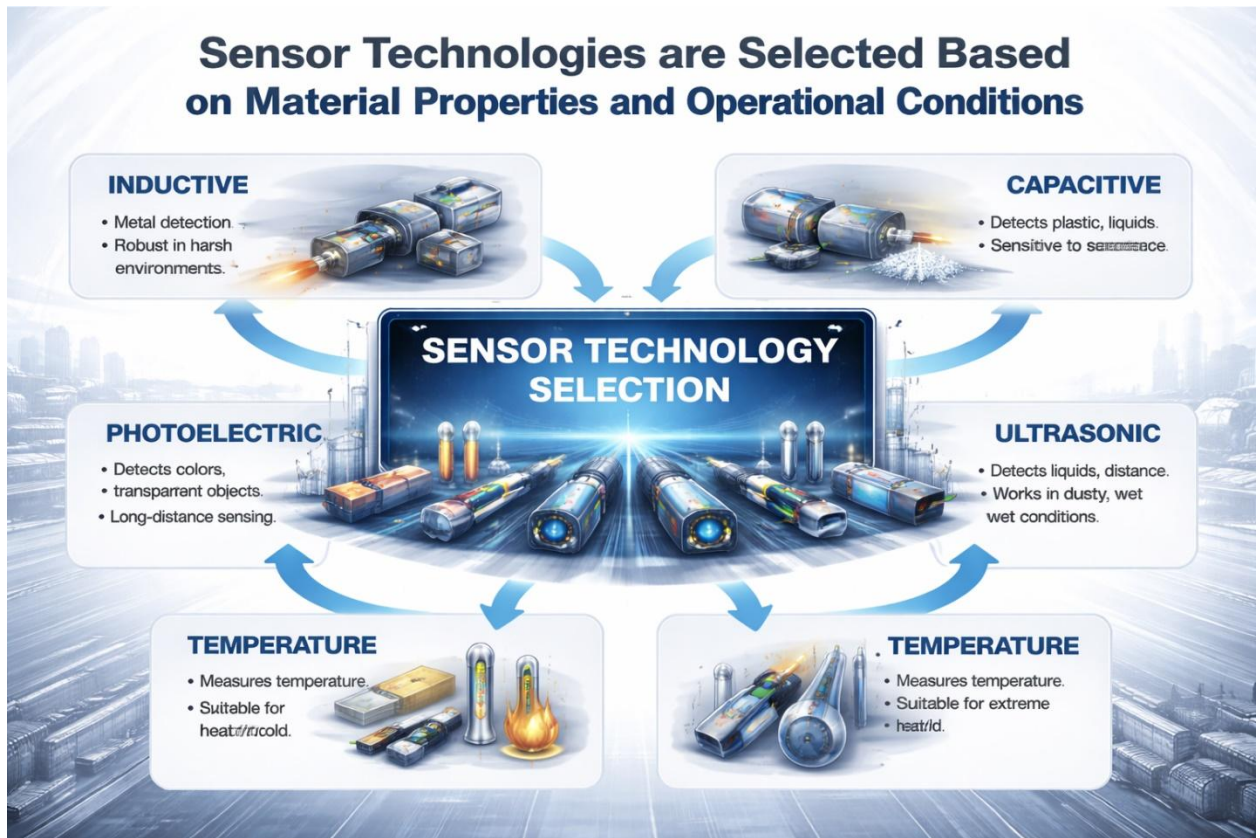 Sensor Technologies are Selected Based
on Material Properties and Operational Conditions
INDUCTIVE
• Metal detection.
• Robust in harsh
environments.
CAPACITIVE
• Detects plastic, liquids.
• Sensitive to
SENSOR TECHNOLOGY
SELECTION
PHOTOELECTRIC
• Detects colors,
• transparrant objects.
• Long-distance sensing.
ULTRASONIC
• Detects liquids, distance.
• Works in dusty, wet
wet conditions.
TEMPERATURE
• Measures temperature.
• Suitable for
TEMPERATURE
• Measures temperature.
• Suitable for extreme